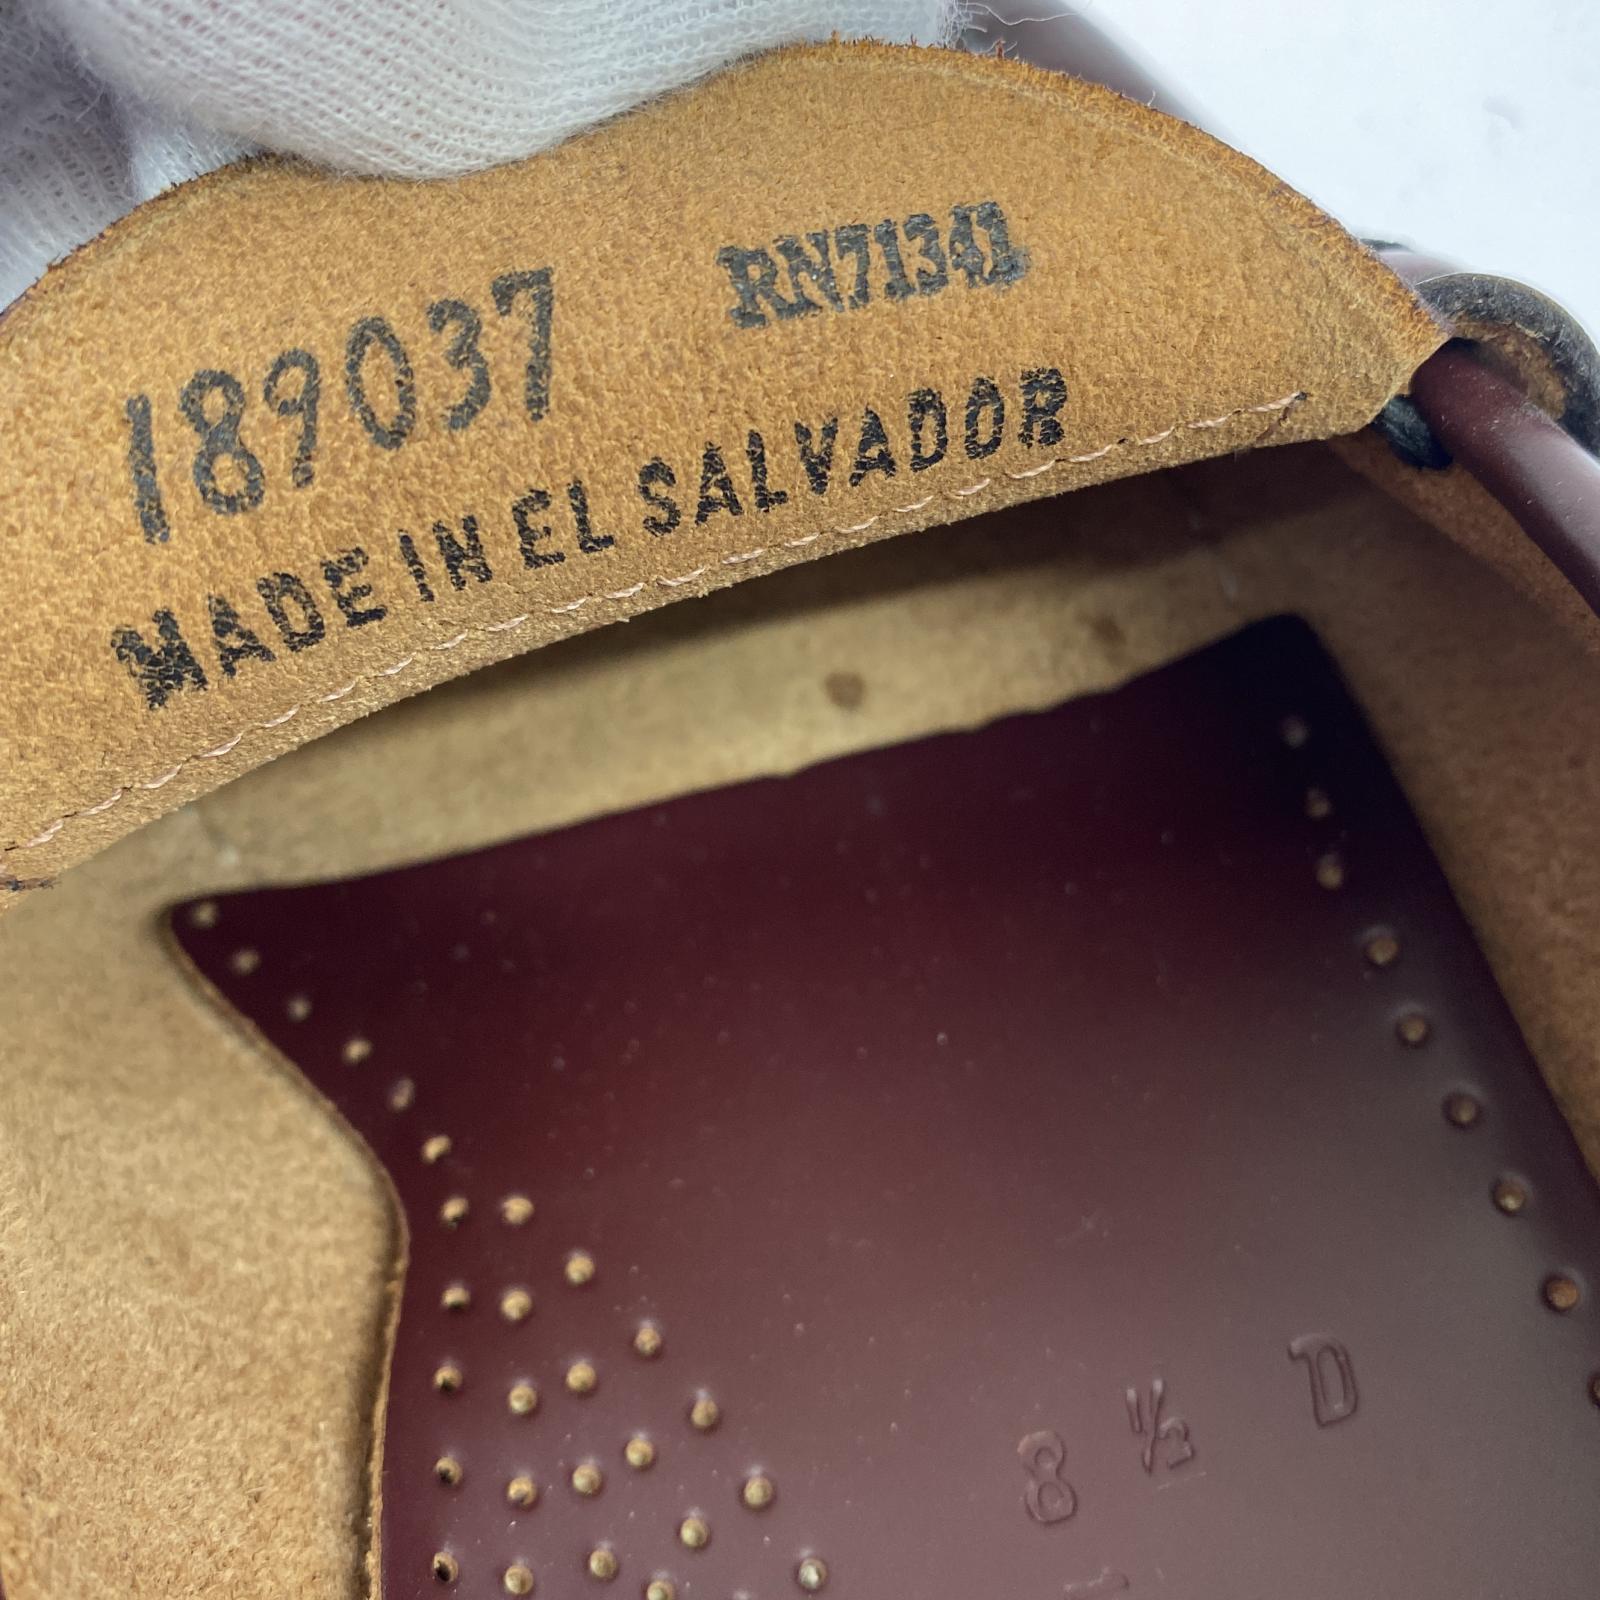 189037 RN71341
MADE IN EL SALVADOR
8 1/2 D